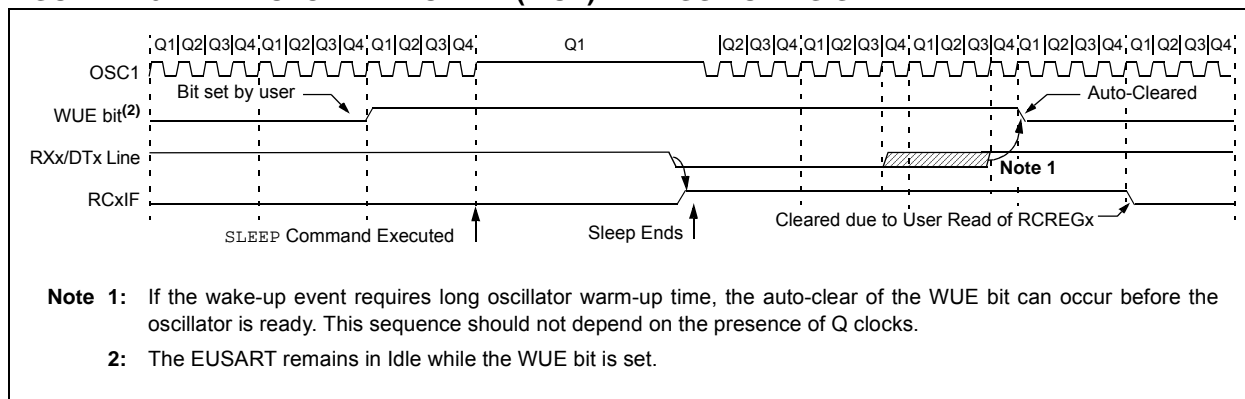 Q1 Q2 Q3 Q4 Q1 Q2 Q3 Q4 Q1 Q2 Q3 Q4 Q1 Q2 Q3 Q4 Q1 Q2 Q3 Q4 Q1 Q2 Q3 Q4 Q1 Q2 Q3 Q4 Q1 Q2 Q3 Q4
OSC1
Bit set by user
Auto-Cleared
WUE bit(2)
RXx/DTx Line
Note 1
RCxIF
SLEEP Command Executed
Sleep Ends
Cleared due to User Read of RCREGx
Note 1: If the wake-up event requires long oscillator warm-up time, the auto-clear of the WUE bit can occur before the
oscillator is ready. This sequence should not depend on the presence of Q clocks.
2: The EUSART remains in Idle while the WUE bit is set.